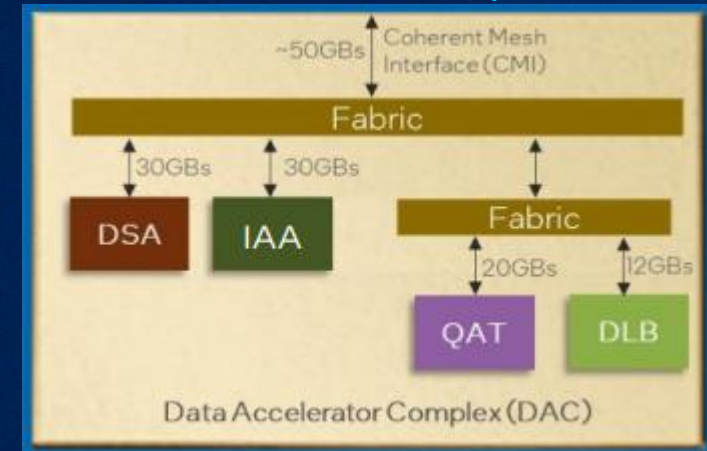 ~50GBs
Coherent Mesh
Interface (CMI)
Fabric
30GBs
30GBs
DSA
IAA
Fabric
20GBs
12GBs
QAT
DLB
Data Accelerator Complex (DAC)